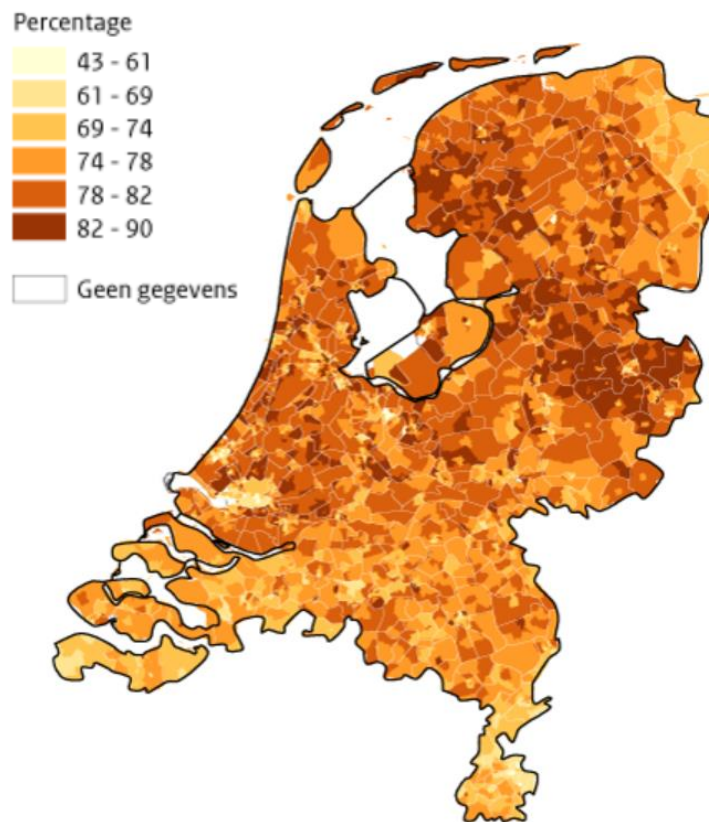 Percentage
43 - 61
61 - 69
69 - 74
74 - 78
78 - 82
82 - 90
Geen gegevens